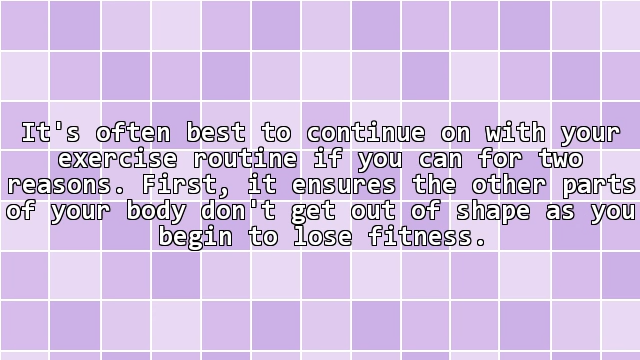 It's often best to continue on with your
exercise routine if you can for two
reasons. First, it ensures the other parts
of your body don't get out of shape as you
begin to lose fitness.